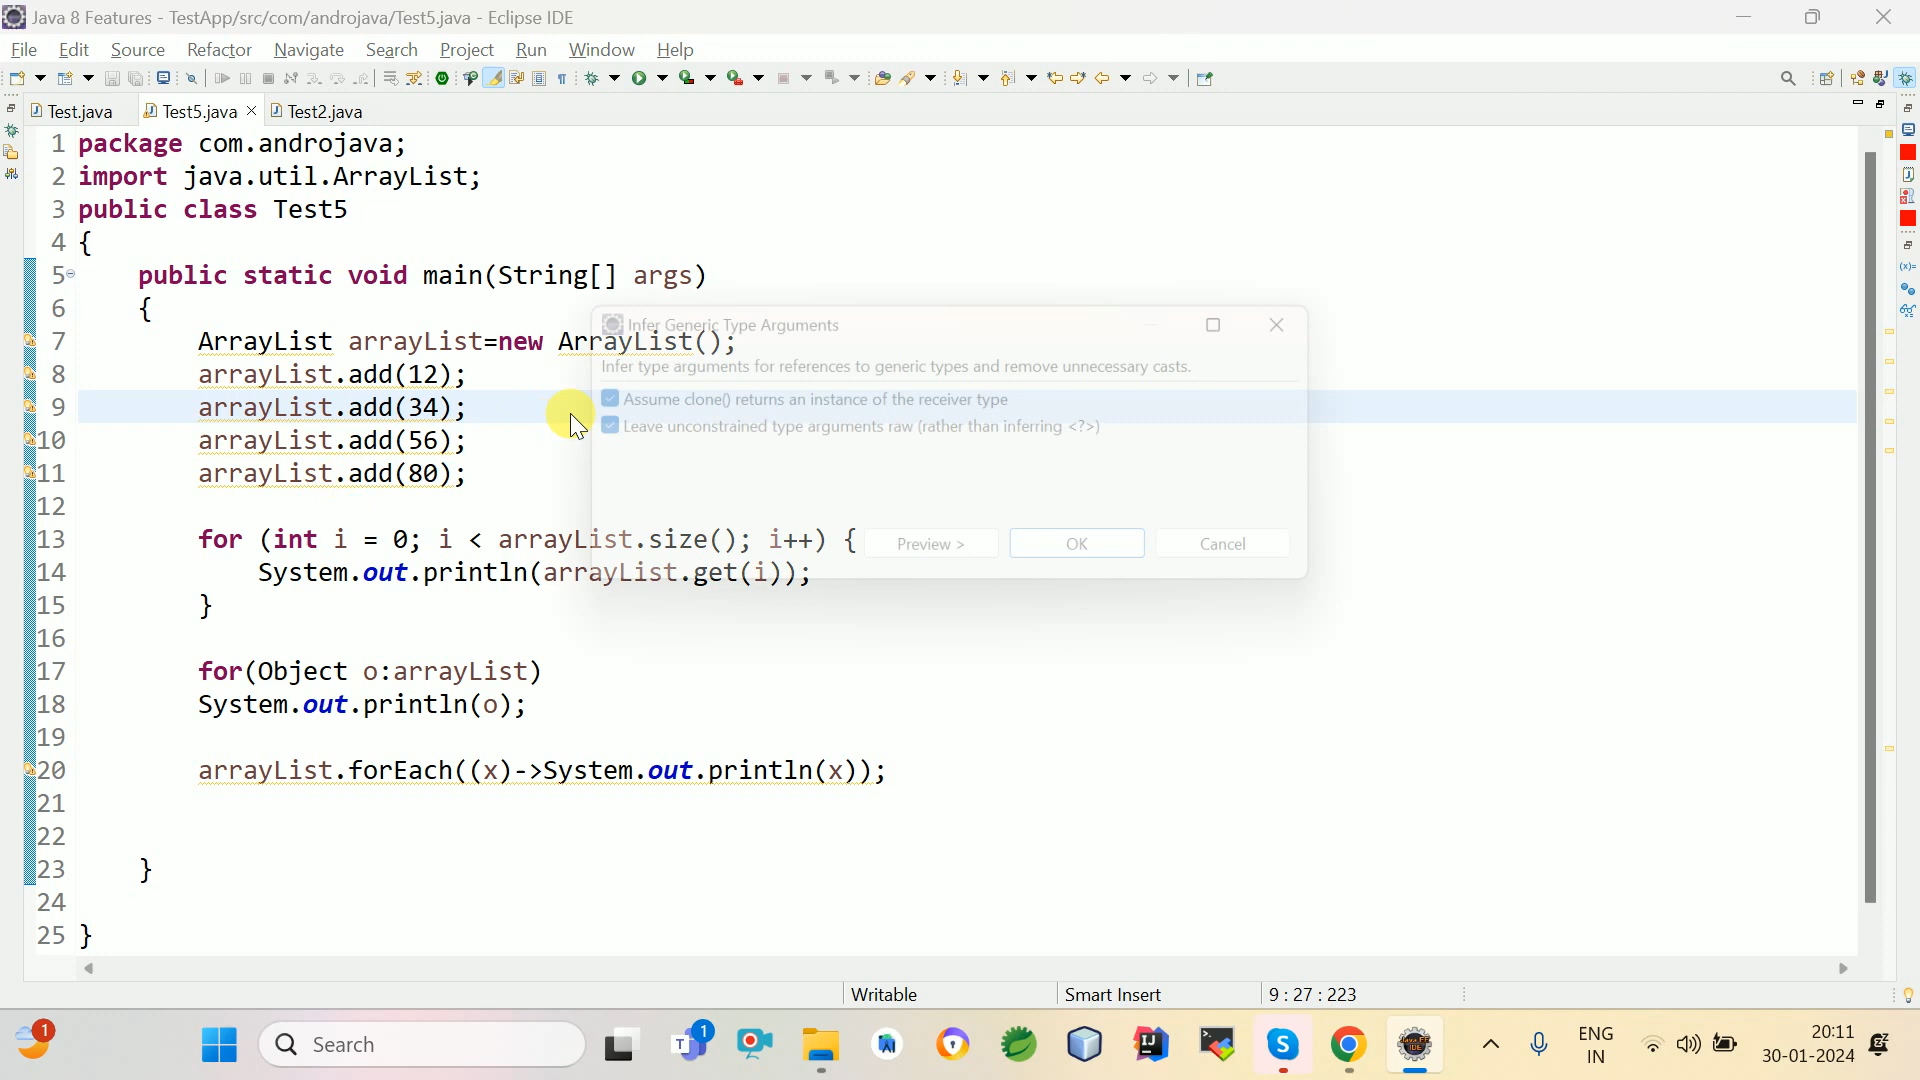 Java 8 Features - TestApp/src/com/androjava/Test5.java - Eclipse IDE
File Edit Source Refactor Navigate Search Project Run Window Help
Test.java Test5.java Test2.java
1 package com.androjava;
2 import java.util.ArrayList;
3 public class Test5
4 {
5 public static void main(String[] args)
6 {
Infer Generic Type Arguments
7 ArrayList arrayList=new ArrayList();
Infer type arguments for references to generic types and remove unnecessary casts.
8 arrayList.add(12);
Assume clone() returns an instance of the receiver type
9 arrayList.add(34);
Leave unconstrained type arguments raw (rather than inferring <?>)
10 arrayList.add(56);
11 arrayList.add(80);
12
13 for (int i = 0; i < arrayList.size(); i++) {
Preview > OK Cancel
14 System.out.println(arrayList.get(i));
15 }
16
17 for(Object o:arrayList)
18 System.out.println(o);
19
20 arrayList.forEach((x)->System.out.println(x));
21
22
23 }
24
25 }
Writable Smart Insert 9 : 27 : 223
1 Search 1 ENG IN 20:11
30-01-2024